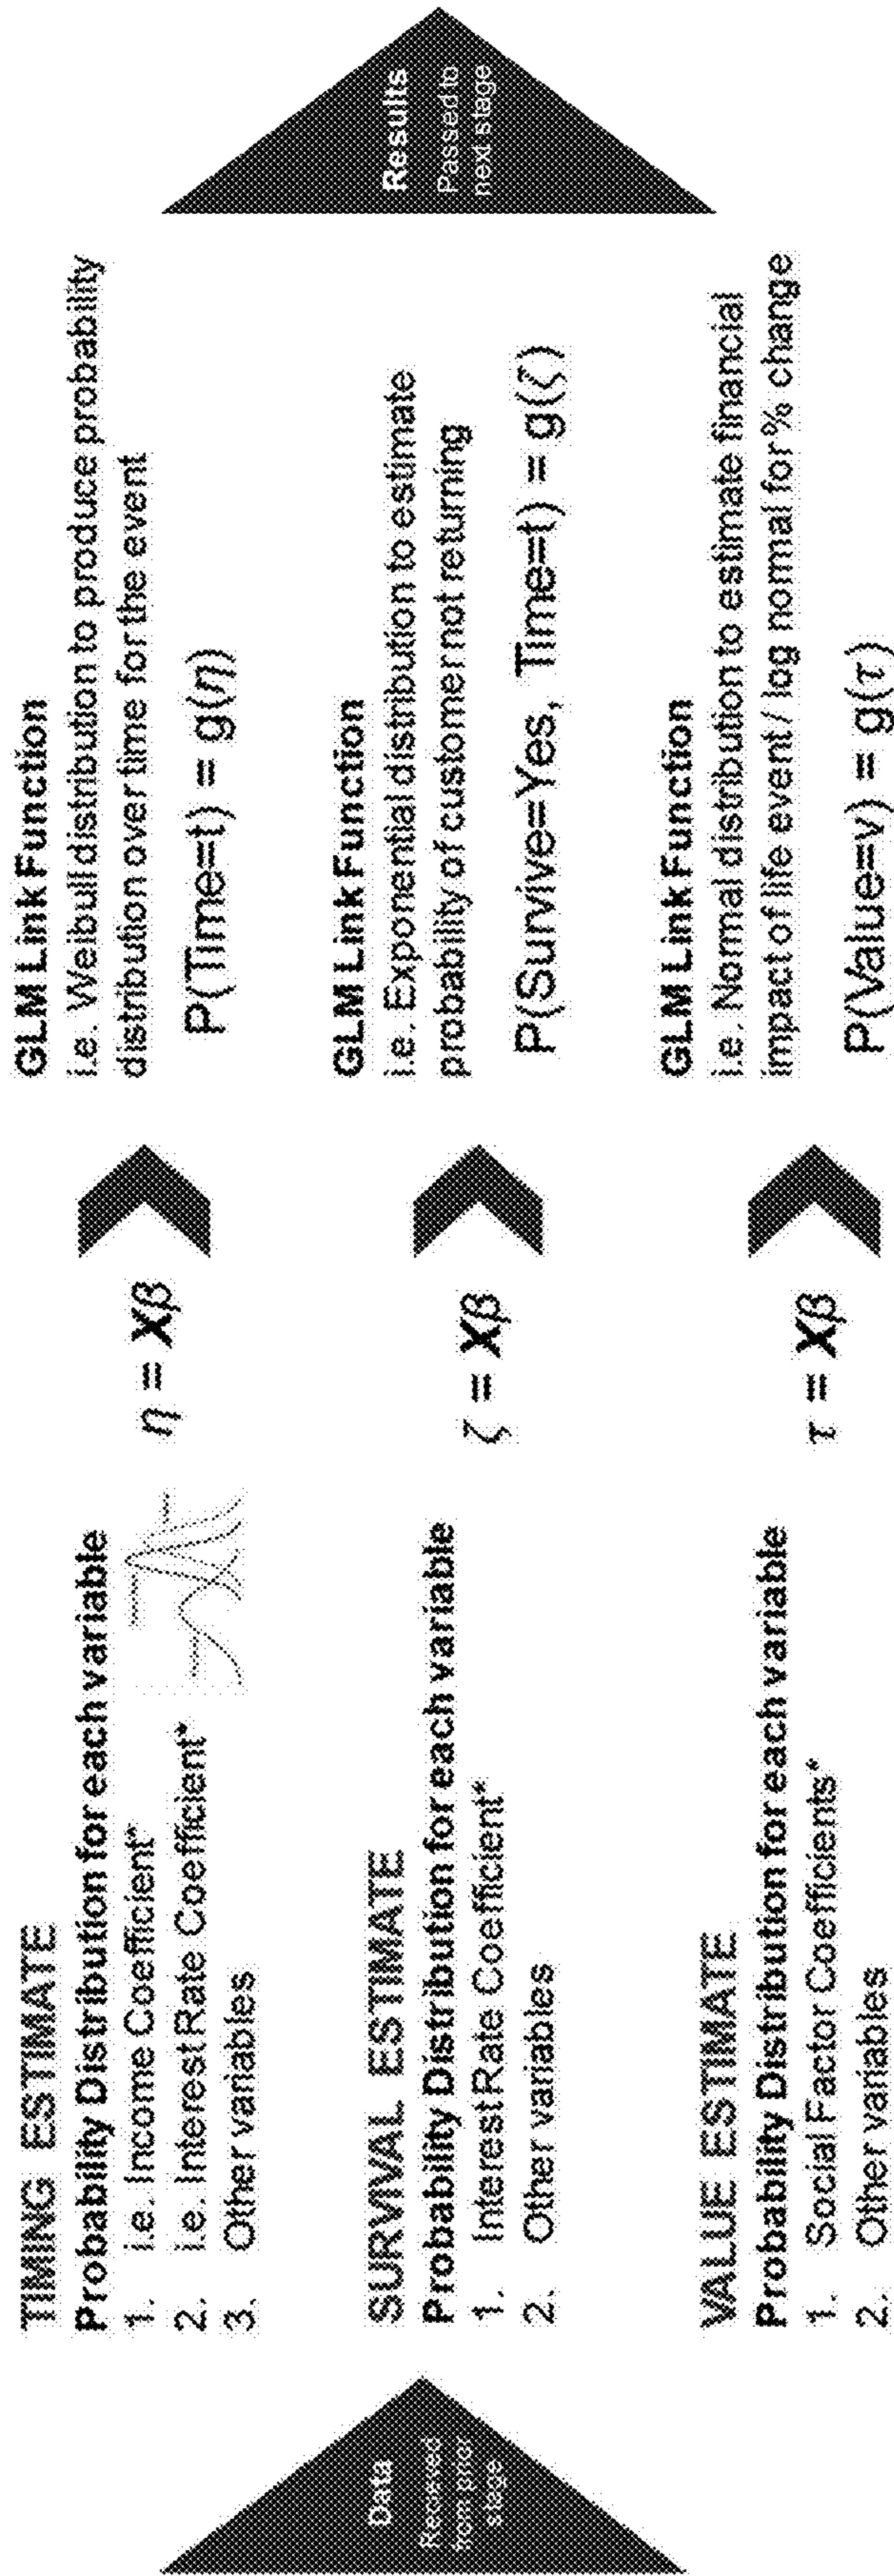 Data
Received
from prior
stage
TIMING ESTIMATE
Probability Distribution for each variable
1. i.e. Income Coefficient*
2. i.e. Interest Rate Coefficient*
3. Other variables
η = Xβ
GLM Link Function
i.e. Weibull distribution to produce probability
distribution over time for the event
P(Time=t) = g(η)
SURVIVAL ESTIMATE
Probability Distribution for each variable
1. Interest Rate Coefficient*
2. Other variables
ζ = Xβ
GLM Link Function
i.e. Exponential distribution to estimate
probability of customer not returning
P(Survive=Yes, Time=t) = g(ζ)
VALUE ESTIMATE
Probability Distribution for each variable
1. Social Factor Coefficients*
2. Other variables
τ = Xβ
GLM Link Function
i.e. Normal distribution to estimate financial
impact of life event / log normal for % change
P(Value=v) = g(τ)
Results
Passed to
next stage